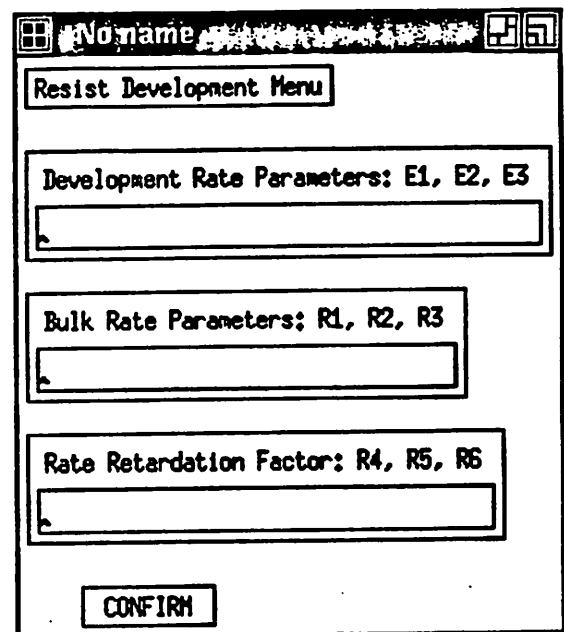 No name
Resist Development Menu
Development Rate Parameters: E1, E2, E3
Bulk Rate Parameters: R1, R2, R3
Rate Retardation Factor: R4, R5, R6
CONFIRM